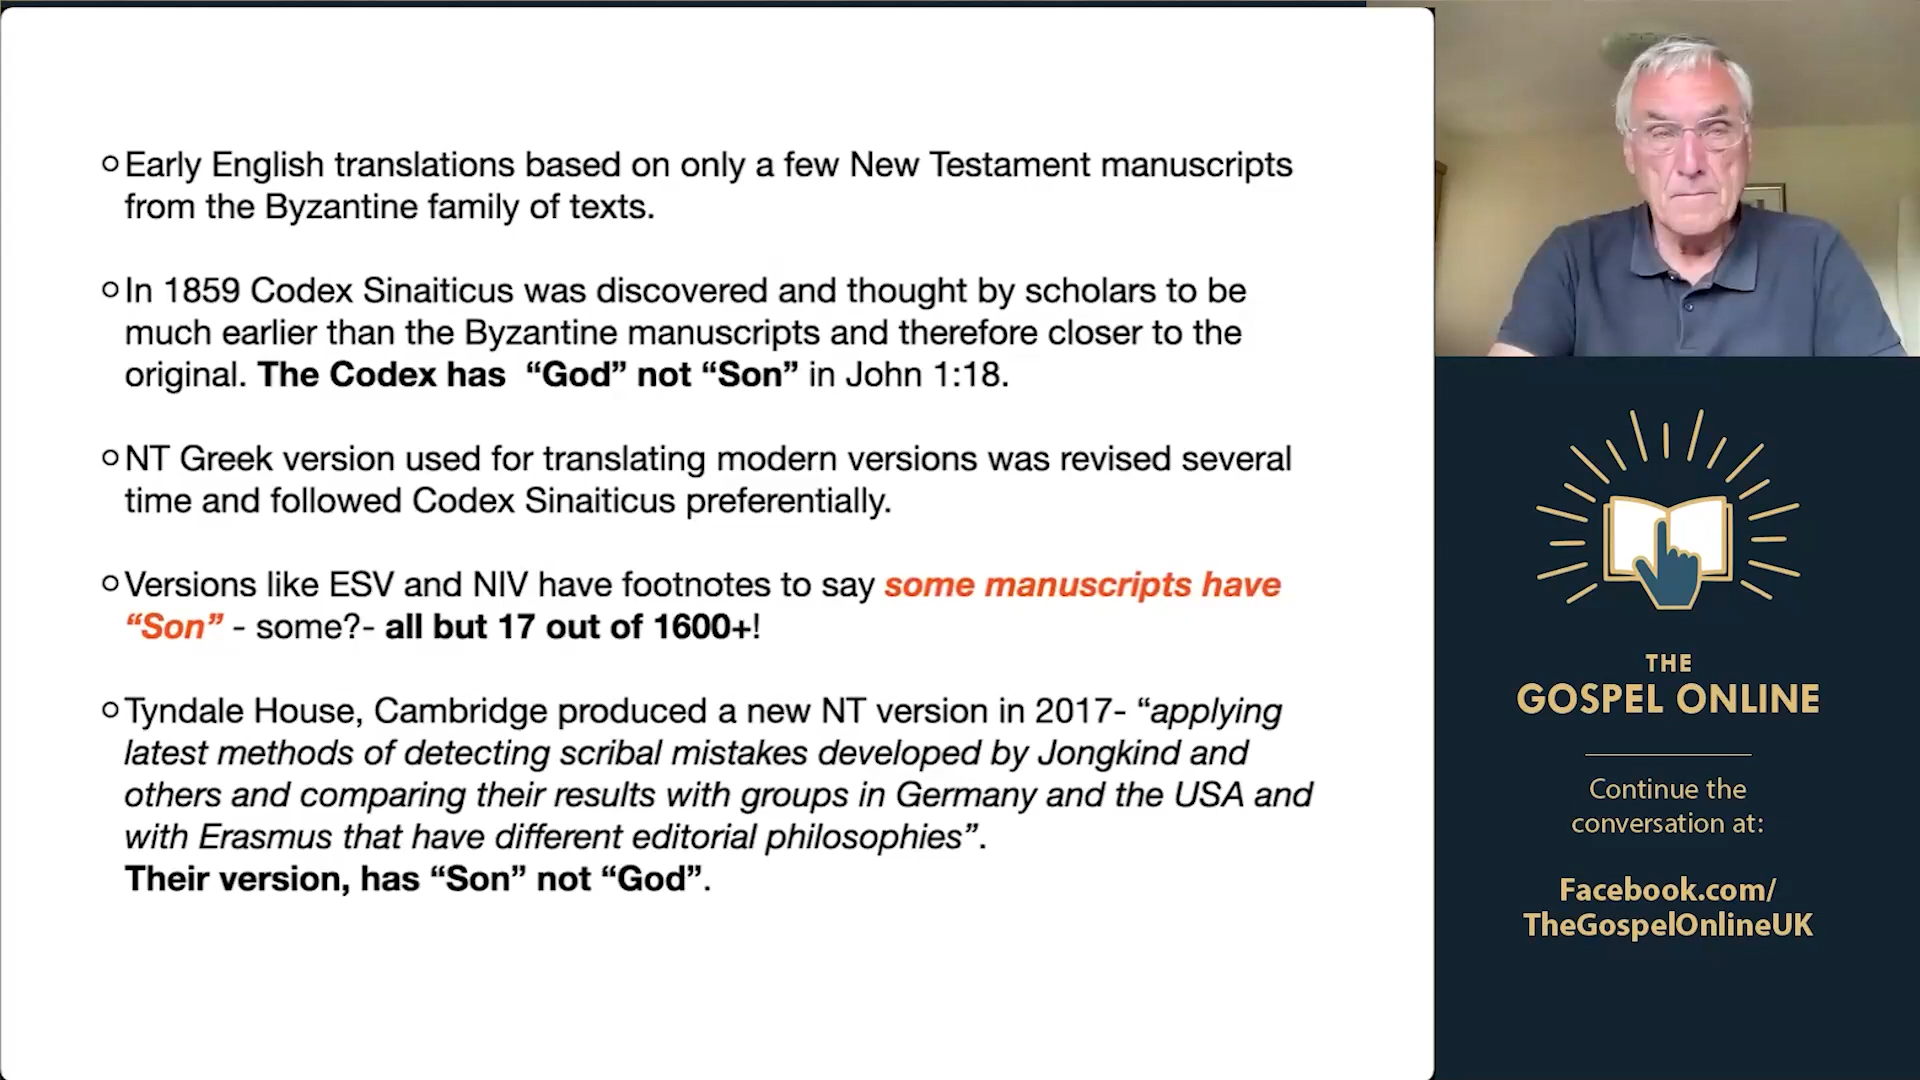 Early English translations based on only a few New Testament manuscripts
from the Byzantine family of texts.
In 1859 Codex Sinaiticus was discovered and thought by scholars to be
much earlier than the Byzantine manuscripts and therefore closer to the
original. The Codex has “God” not “Son” in John 1:18.
NT Greek version used for translating modern versions was revised several
time and followed Codex Sinaiticus preferentially.
Versions like ESV and NIV have footnotes to say some manuscripts have
“Son” - some?- all but 17 out of 1600+!
Tyndale House, Cambridge produced a new NT version in 2017- “applying
latest methods of detecting scribal mistakes developed by Jongkind and
others and comparing their results with groups in Germany and the USA and
with Erasmus that have different editorial philosophies”.
Their version, has “Son” not “God”.
THE
GOSPEL ONLINE
Continue the
conversation at:
Facebook.com/
TheGospelOnlineUK